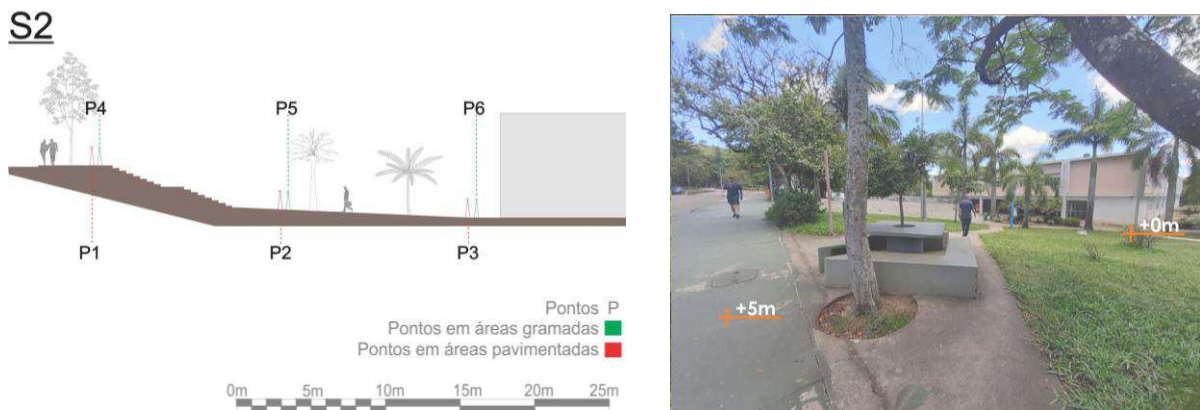 S2
P4 P5 P6
P1 P2 P3
Pontos P
Pontos em áreas gramadas
Pontos em áreas pavimentadas
0m 5m 10m 15m 20m 25m
+0m
+5m